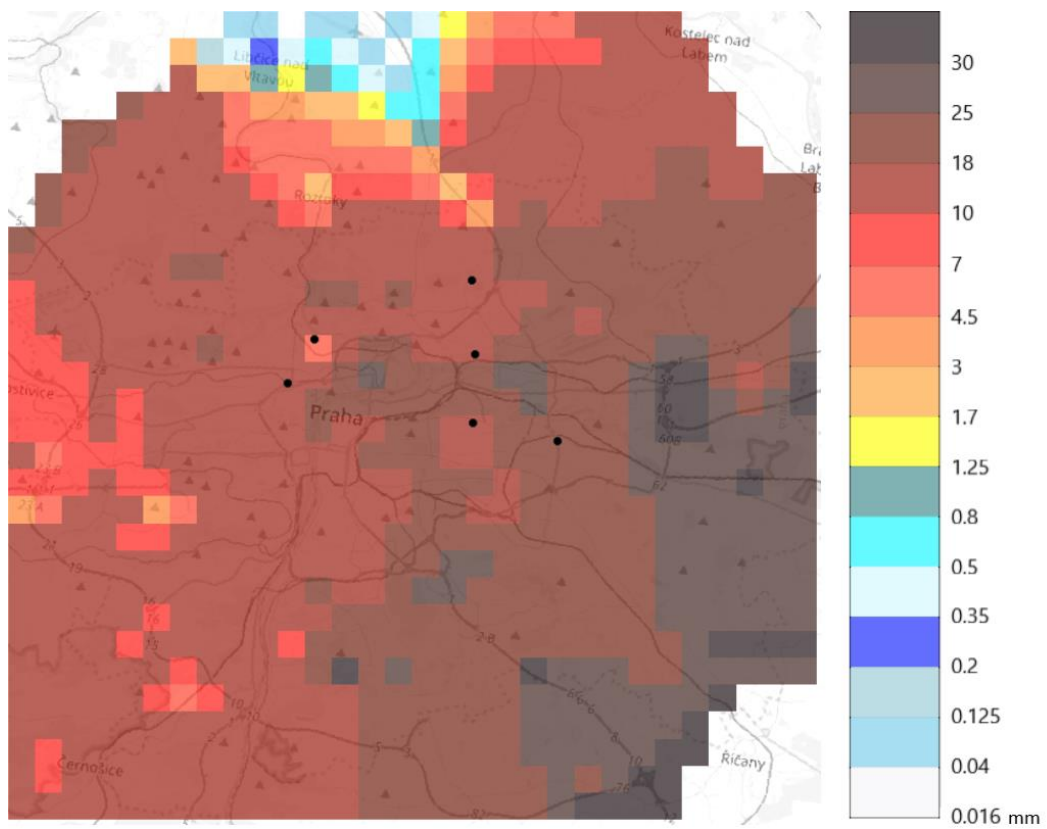 Kostelec nad
Labem
Libčice nad
Vltavou
Roztoky
Praha
Černošice
Říčany
30
25
18
10
7
4.5
3
1.7
1.25
0.8
0.5
0.35
0.2
0.125
0.04
0.016 mm